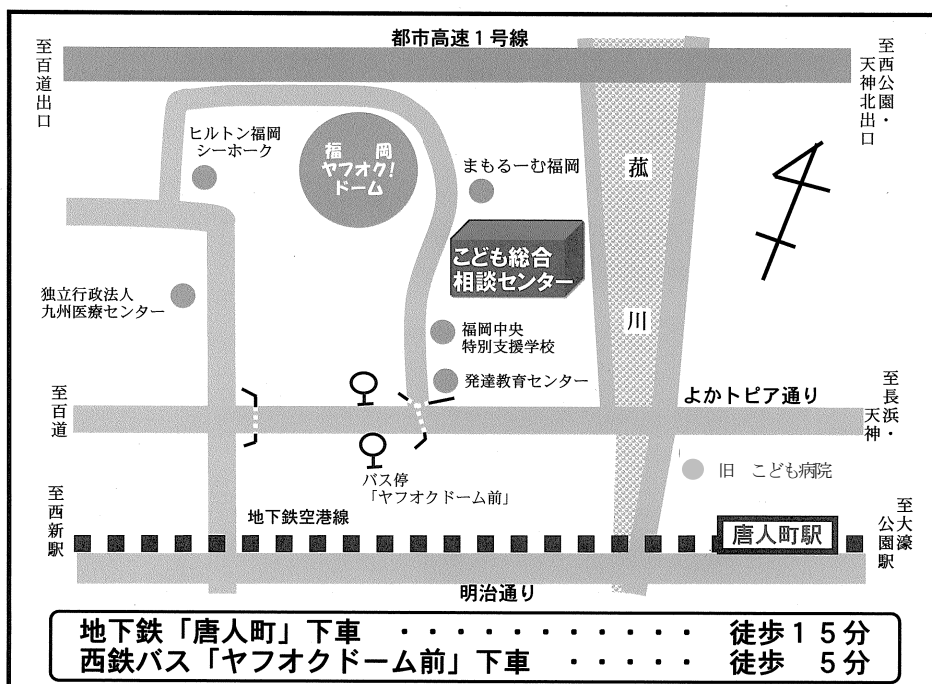 都市高速1号線
至百道出口
至西公園・
天神北出口
ヒルトン福岡
シーホーク
福　岡
ヤフオク!
ドーム
まもるーむ福岡
菰
川
こども総合
相談センター
独立行政法人
九州医療センター
福岡中央
特別支援学校
発達教育センター
至百道
よかトピア通り
至長浜・
天神
バス停
「ヤフオクドーム前」
旧　こども病院
至西新駅
地下鉄空港線
唐人町駅
至大濠
公園駅
明治通り
地下鉄「唐人町」下車 ・・・・・・・・・・・ 徒歩15分
西鉄バス「ヤフオクドーム前」下車 ・・・・・ 徒歩　5分